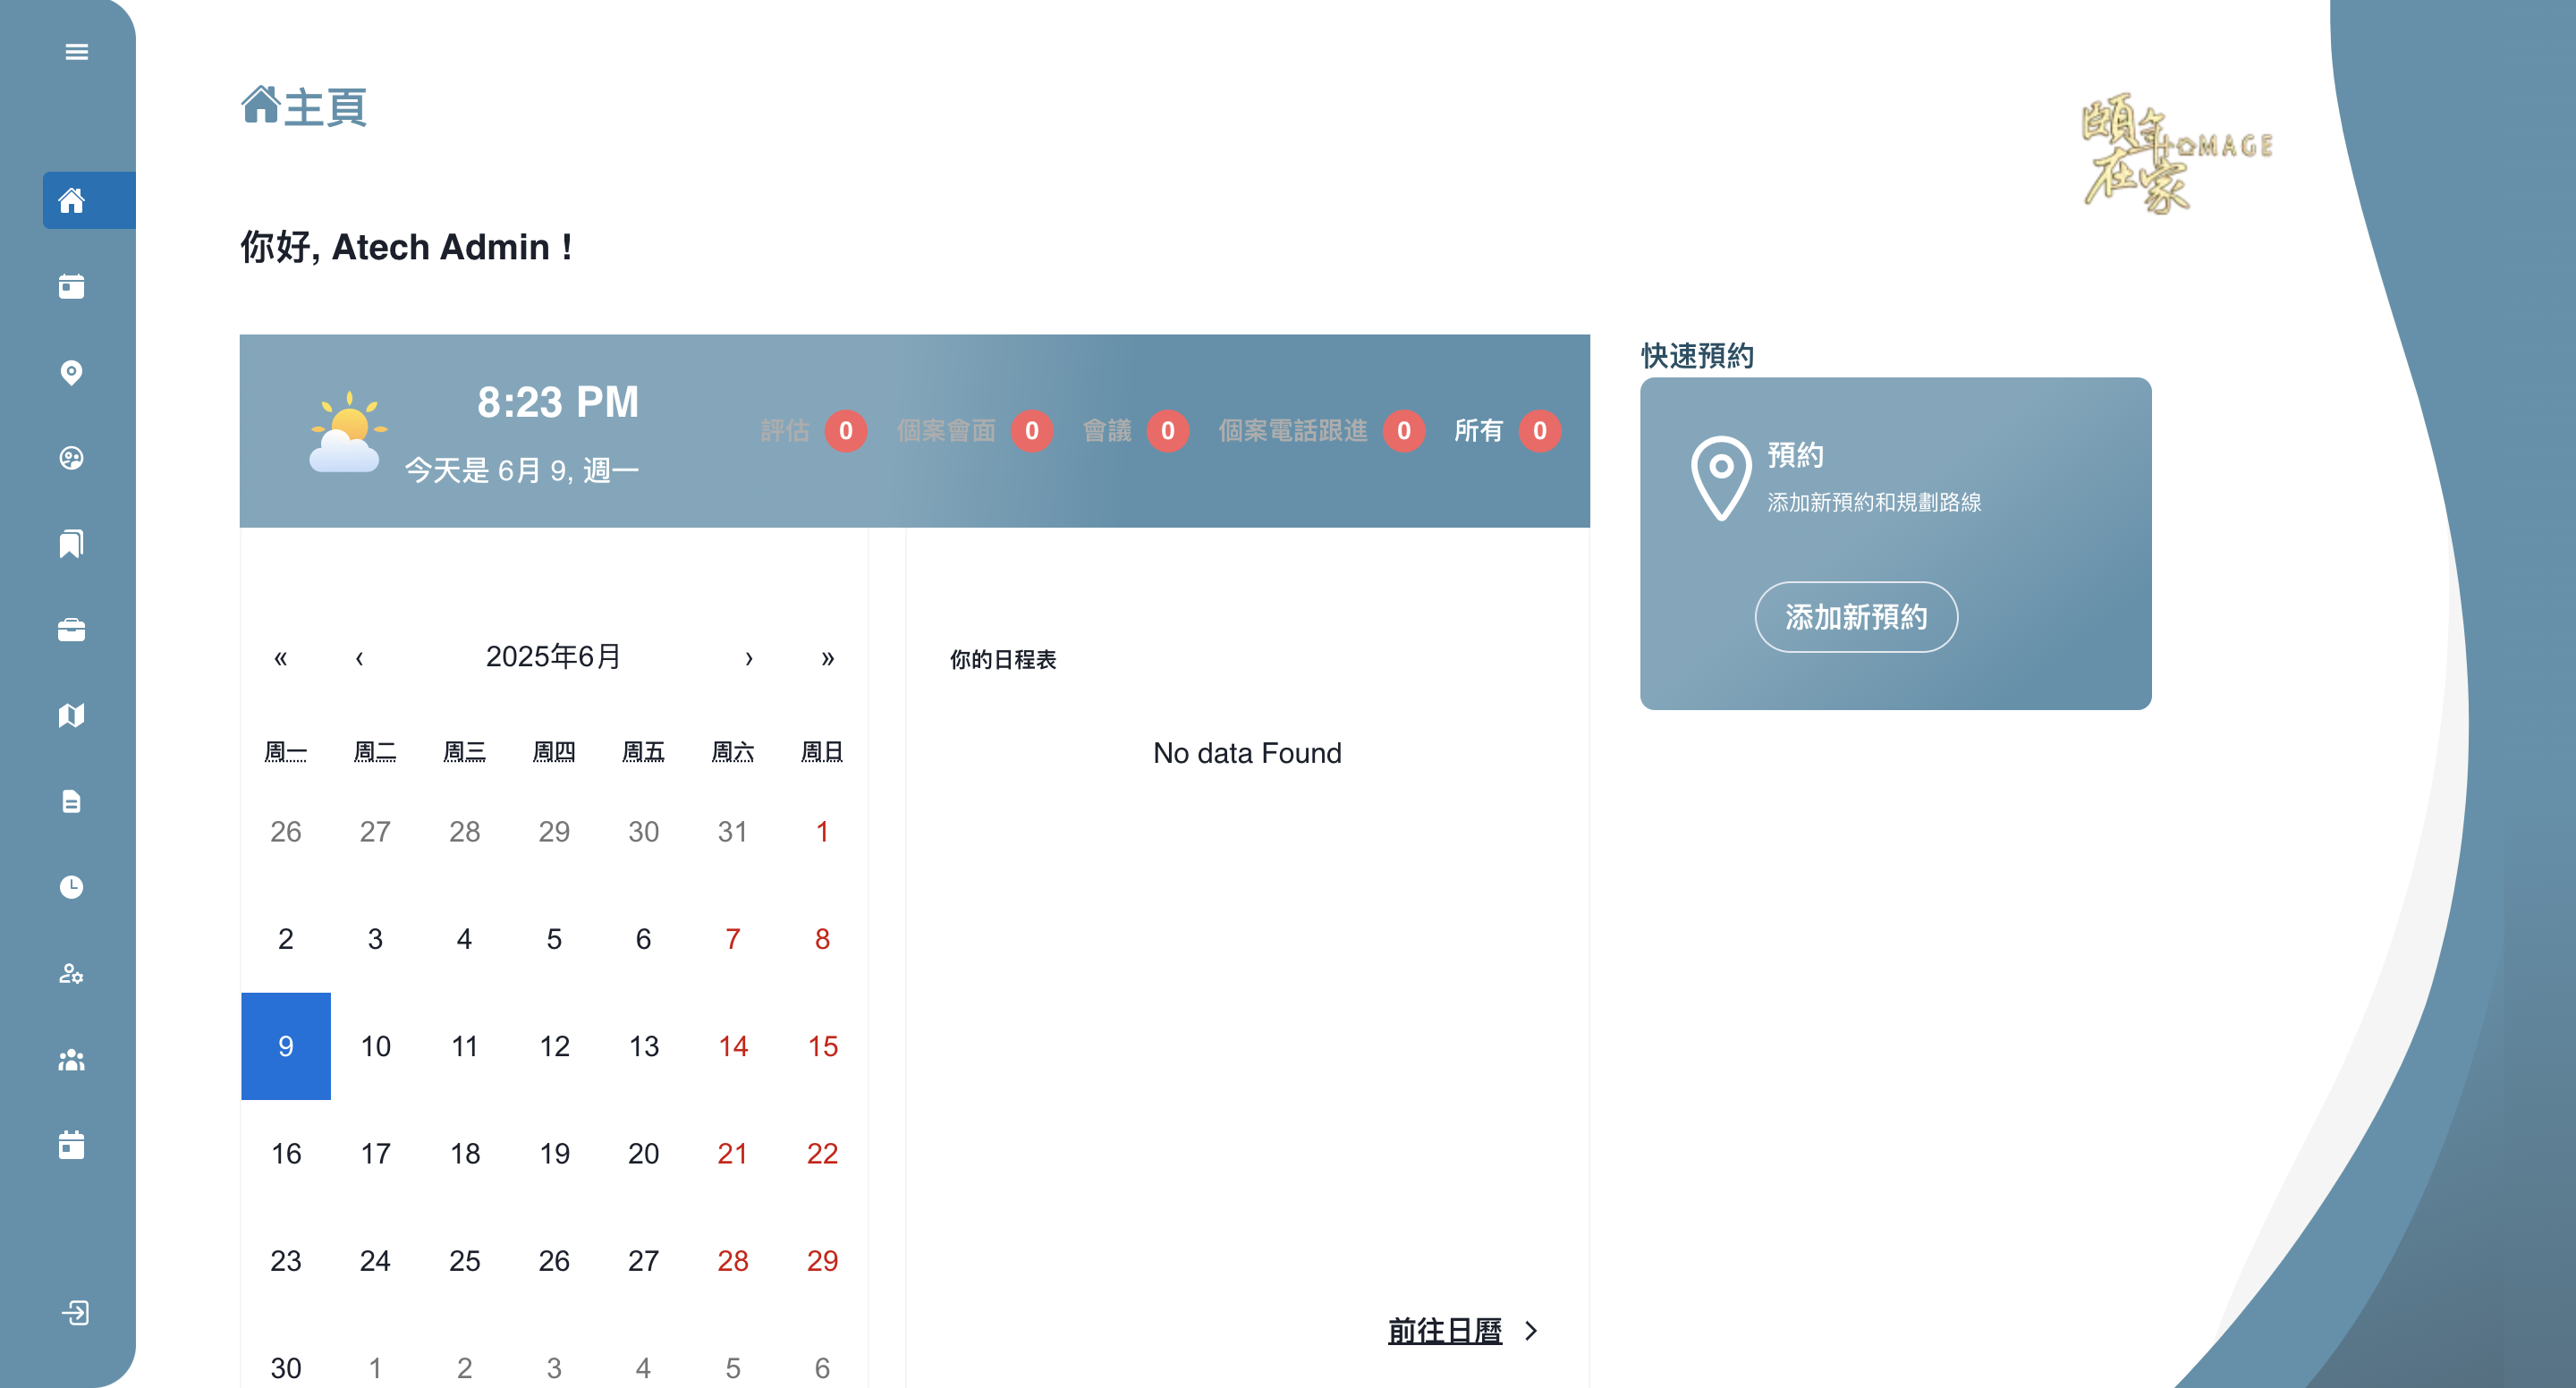 主頁
頤年在家 HOMAGE
你好, Atech Admin !
8:23 PM
今天是 6月 9, 週一
評估 0 個案會面 0 會議 0 個案電話跟進 0 所有 0
快速預約
預約
添加新預約和規劃路線
添加新預約
« ‹ 2025年6月 › »
周一 周二 周三 周四 周五 周六 周日
26 27 28 29 30 31 1
2 3 4 5 6 7 8
9 10 11 12 13 14 15
16 17 18 19 20 21 22
23 24 25 26 27 28 29
30 1 2 3 4 5 6
你的日程表
No data Found
前往日曆